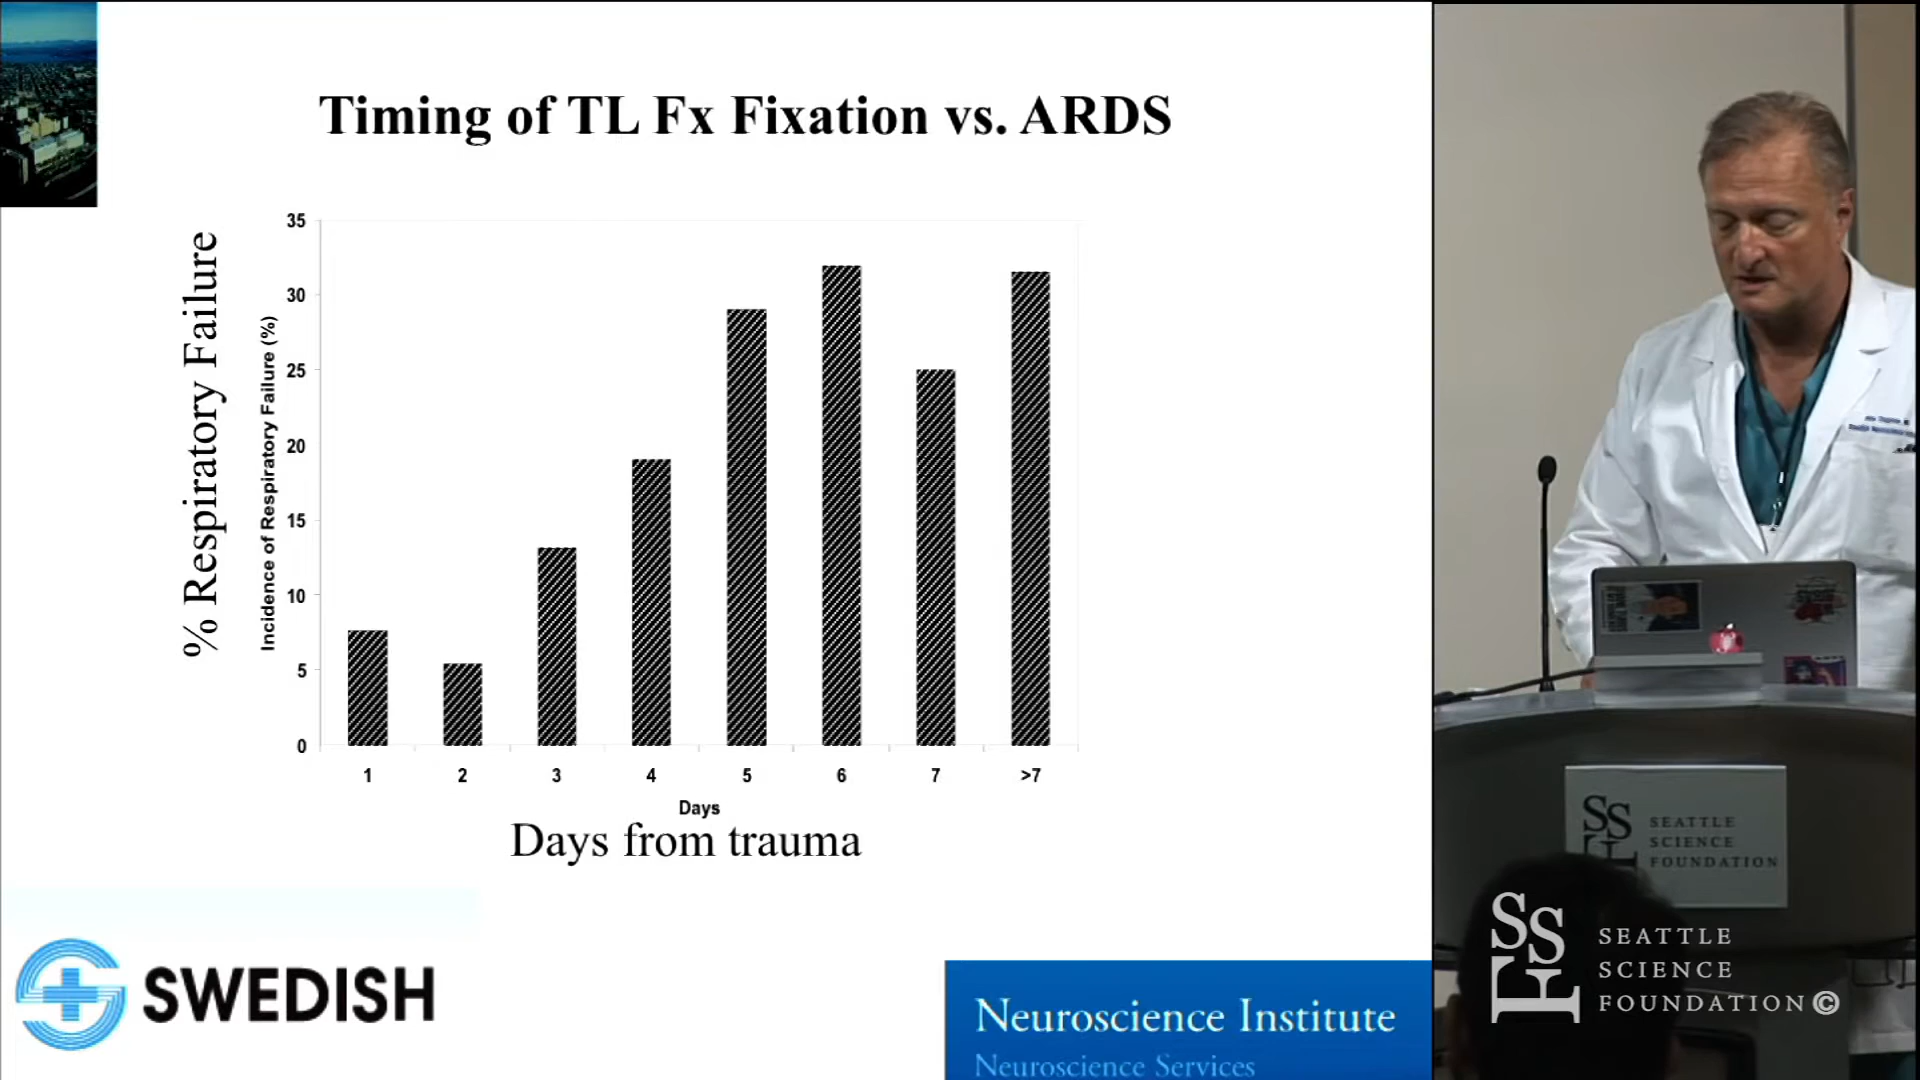 Timing of TL Fx Fixation vs. ARDS
% Respiratory Failure
Incidence of Respiratory Failure (%)
35
30
25
20
15
10
5
0
1 2 3 4 5 6 7 >7
Days
Days from trauma
SWEDISH
Neuroscience Institute
Neuroscience Services
SSF
SEATTLE
SCIENCE
FOUNDATION
SSF
SEATTLE
SCIENCE
FOUNDATION©